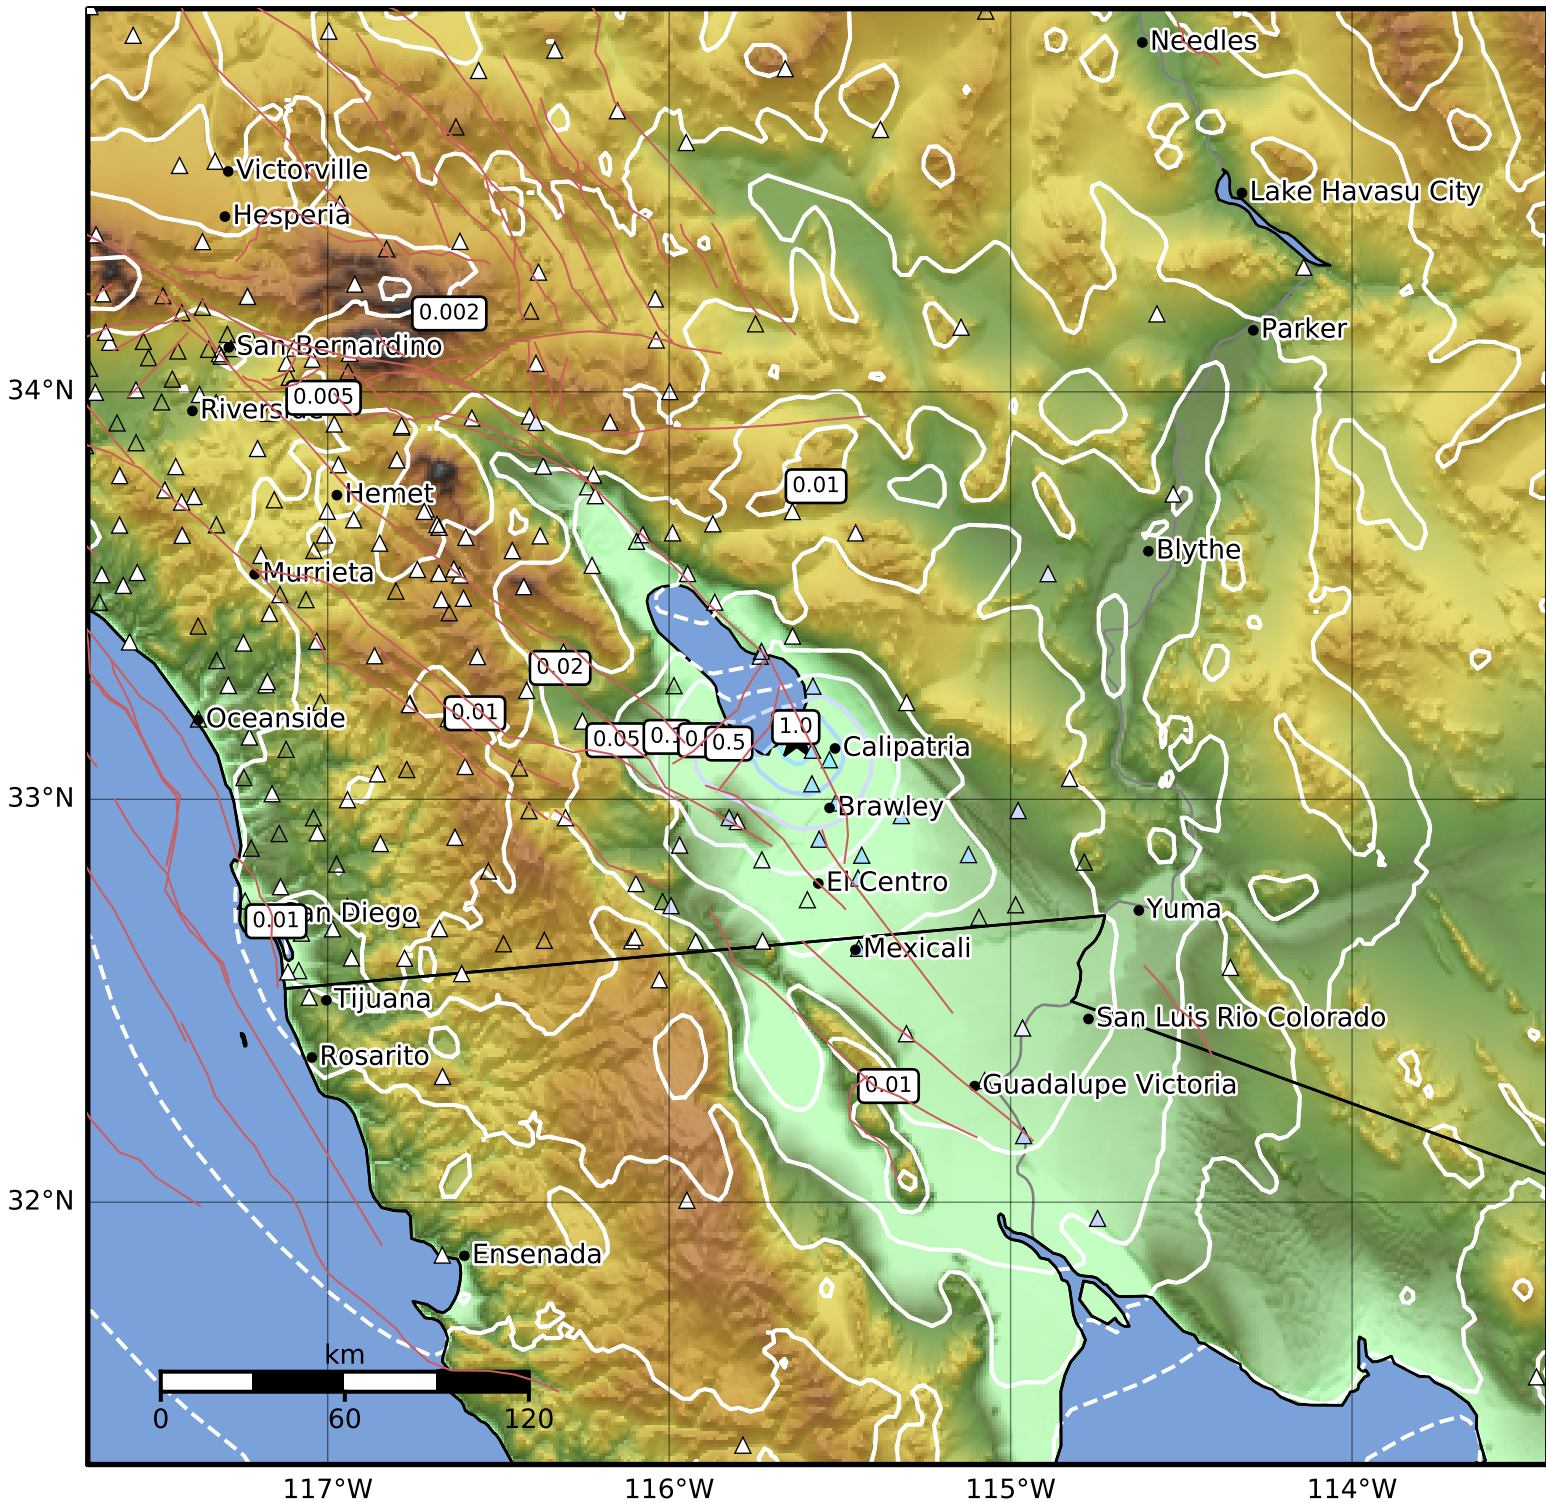 Needles
Victorville
Lake Havasu City
Hesperia
0.002
Parker
San Bernardino
34°N
0.005
Riverside
0.01
Hemet
Blythe
Murrieta
0.02
0.01
Oceanside
0.05
0.5
1.0
Calipatria
33°N
Brawley
El Centro
0.01
an Diego
Yuma
Mexicali
Tijuana
San Luis Rio Colorado
Rosarito
0.01
Guadalupe Victoria
32°N
Ensenada
km
0
60
120
117°W
116°W
115°W
114°W